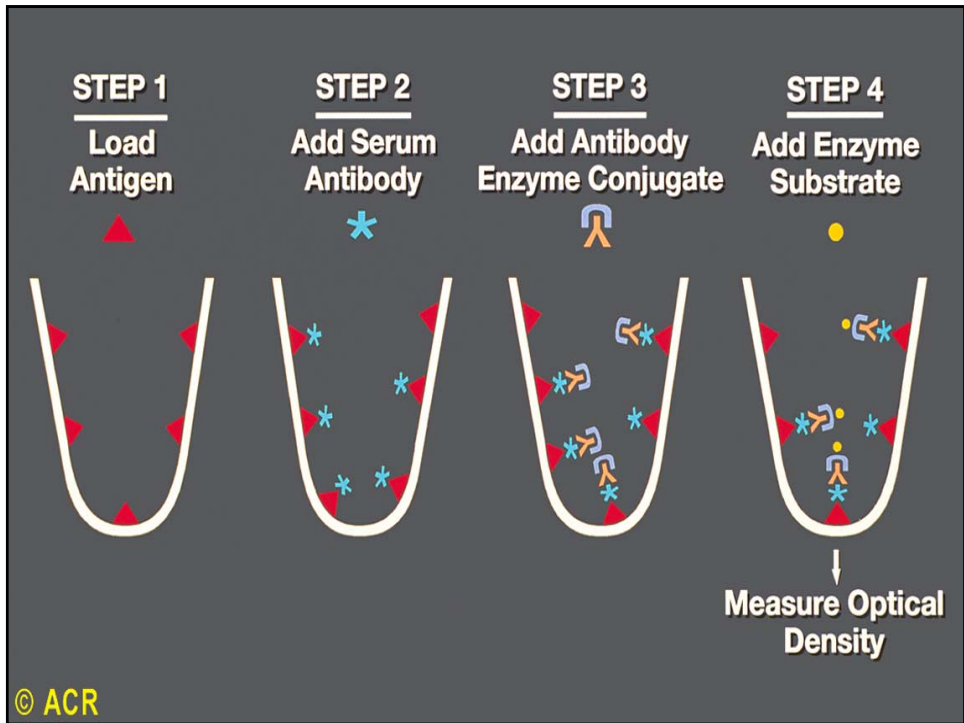 STEP 1
Load
Antigen
STEP 2
Add Serum
Antibody
STEP 3
Add Antibody
Enzyme Conjugate
STEP 4
Add Enzyme
Substrate
Measure Optical
Density
© ACR